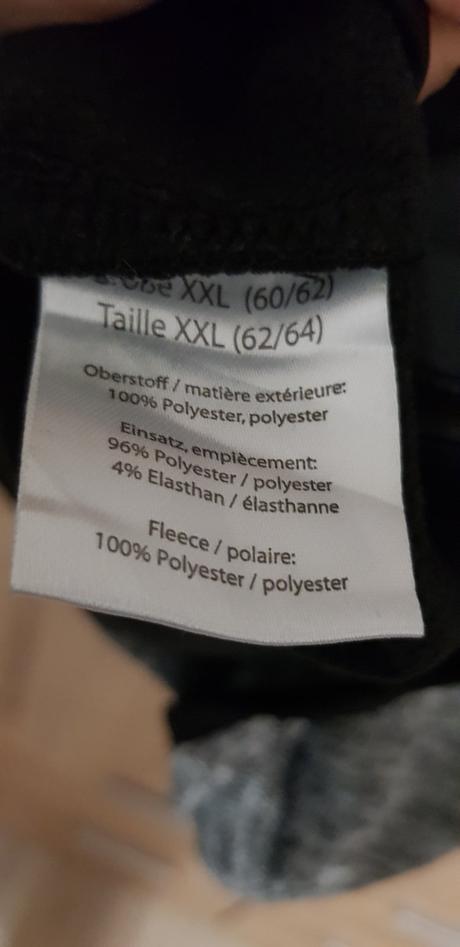 XXL (60/62)
Taille XXL (62/64)
Oberstoff / matière extérieure:
100% Polyester, polyester
Einsatz, empiècement:
96% Polyester / polyester
4% Elasthan / élasthanne
Fleece / polaire:
100% Polyester / polyester